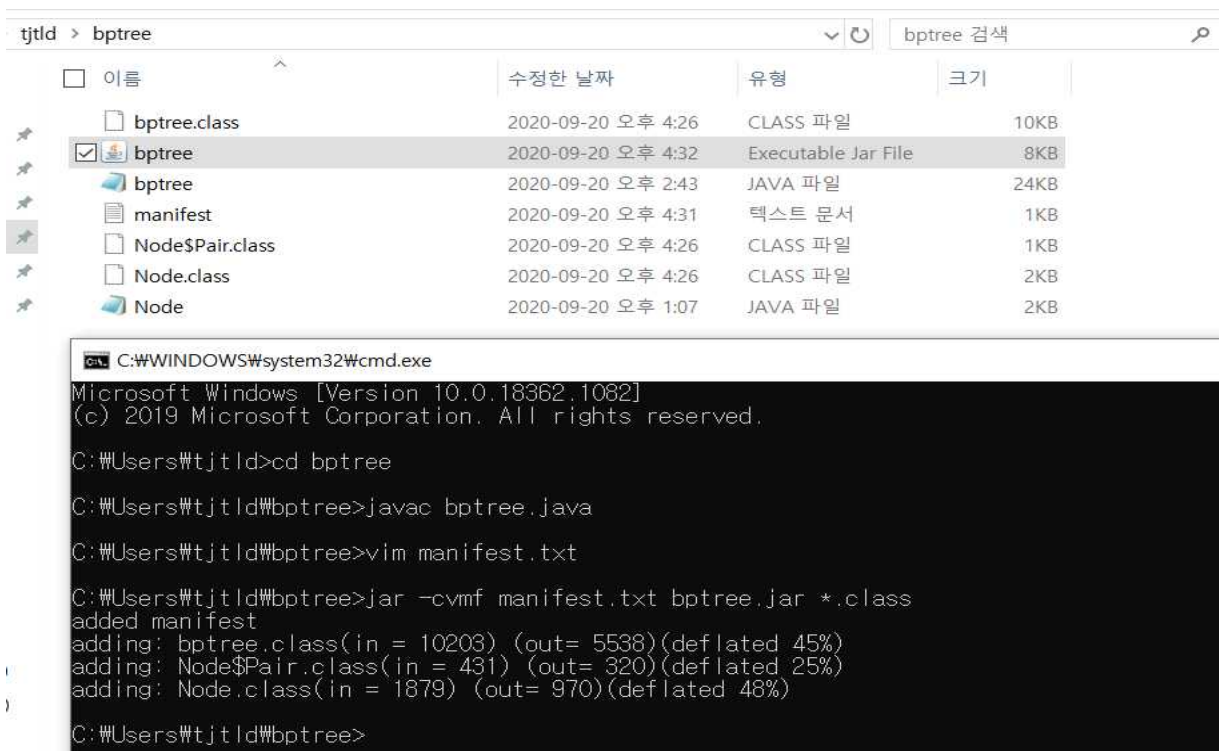 tjtld > bptree
bptree 검색
이름 수정한 날짜 유형 크기
bptree.class 2020-09-20 오후 4:26 CLASS 파일 10KB
bptree 2020-09-20 오후 4:32 Executable Jar File 8KB
bptree 2020-09-20 오후 2:43 JAVA 파일 24KB
manifest 2020-09-20 오후 4:31 텍스트 문서 1KB
Node$Pair.class 2020-09-20 오후 4:26 CLASS 파일 1KB
Node.class 2020-09-20 오후 4:26 CLASS 파일 2KB
Node 2020-09-20 오후 1:07 JAVA 파일 2KB
C:₩WINDOWS₩system32₩cmd.exe
Microsoft Windows [Version 10.0.18362.1082]
(c) 2019 Microsoft Corporation. All rights reserved.
C:₩Users₩tjtld>cd bptree
C:₩Users₩tjtld₩bptree>javac bptree.java
C:₩Users₩tjtld₩bptree>vim manifest.txt
C:₩Users₩tjtld₩bptree>jar -cvmf manifest.txt bptree.jar *.class
added manifest
adding: bptree.class(in = 10203) (out= 5538)(deflated 45%)
adding: Node$Pair.class(in = 431) (out= 320)(deflated 25%)
adding: Node.class(in = 1879) (out= 970)(deflated 48%)
C:₩Users₩tjtld₩bptree>